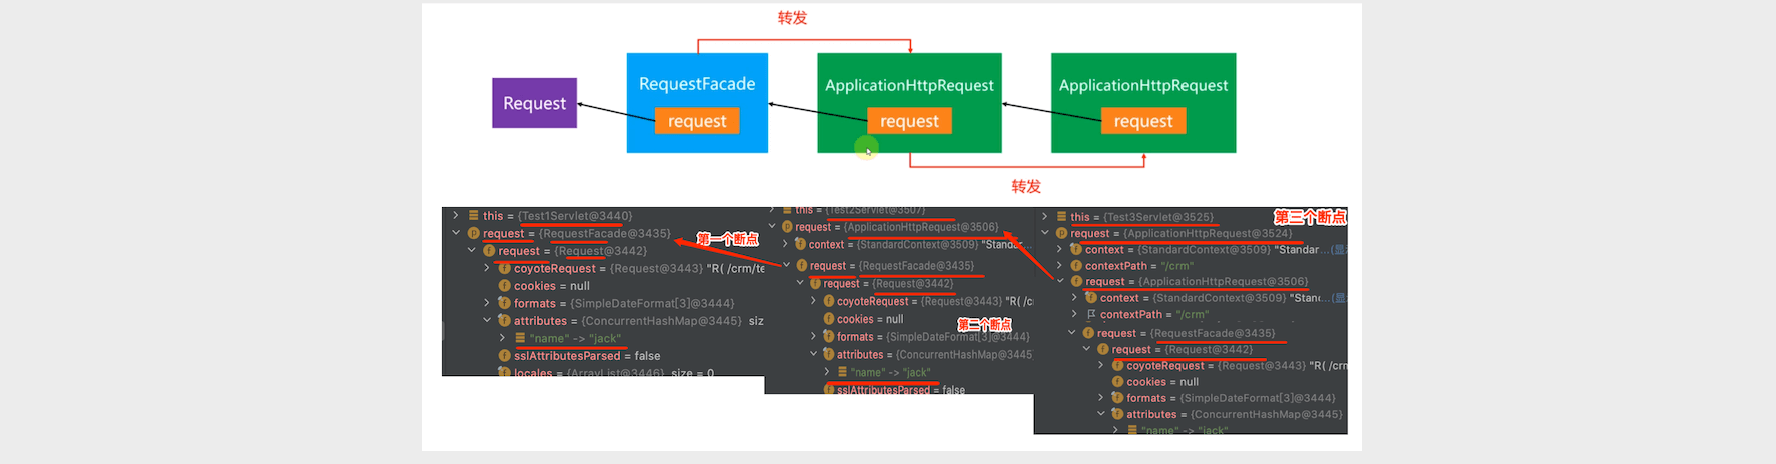 转发
Request
RequestFacade
request
ApplicationHttpRequest
request
ApplicationHttpRequest
request
转发
this = {Test1Servlet@3440}
request = {RequestFacade@3435}
第一个断点
request = {Request@3442}
coyoteRequest = {Request@3443} "R( /crm/te
cookies = null
formats = {SimpleDateFormat[3]@3444}
attributes = {ConcurrentHashMap@3445} siz
"name" -> "jack"
sslAttributesParsed = false
locales = {ArrayList@3446} size = 0
this = {Test2Servlet@3507}
request = {ApplicationHttpRequest@3506}
context = {StandardContext@3509} "Standar...
request = {RequestFacade@3435}
request = {Request@3442}
coyoteRequest = {Request@3443} "R( /c
cookies = null
第二个断点
formats = {SimpleDateFormat[3]@3444}
attributes = {ConcurrentHashMap@3445
"name" -> "jack"
sslAttributesParsed = false
this = {Test3Servlet@3525}
第三个断点
request = {ApplicationHttpRequest@3524}
context = {StandardContext@3509} "Standar...(显
contextPath = "/crm"
request = {ApplicationHttpRequest@3506}
context = {StandardContext@3509} "Stanc...(显
contextPath = "/crm"
request = {RequestFacade@3435}
request = {Request@3442}
coyoteRequest = {Request@3443} "R( /crm
cookies = null
formats = {SimpleDateFormat[3]@3444}
attributes = {ConcurrentHashMap@3445}
"name" -> "jack"